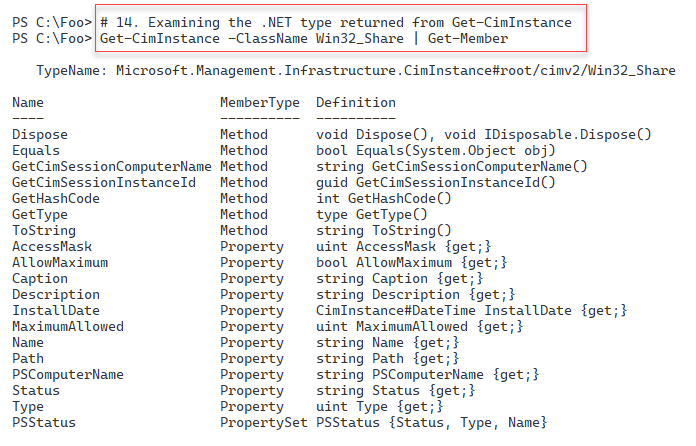 PS C:\Foo> # 14. Examining the .NET type returned from Get-CimInstance
PS C:\Foo> Get-CimInstance -ClassName Win32_Share | Get-Member
TypeName: Microsoft.Management.Infrastructure.CimInstance#root/cimv2/Win32_Share
Name MemberType Definition
---- ---------- ----------
Dispose Method void Dispose(), void IDisposable.Dispose()
Equals Method bool Equals(System.Object obj)
GetCimSessionComputerName Method string GetCimSessionComputerName()
GetCimSessionInstanceId Method guid GetCimSessionInstanceId()
GetHashCode Method int GetHashCode()
GetType Method type GetType()
ToString Method string ToString()
AccessMask Property uint AccessMask {get;}
AllowMaximum Property bool AllowMaximum {get;}
Caption Property string Caption {get;}
Description Property string Description {get;}
InstallDate Property CimInstance#DateTime InstallDate {get;}
MaximumAllowed Property uint MaximumAllowed {get;}
Name Property string Name {get;}
Path Property string Path {get;}
PSComputerName Property string PSComputerName {get;}
Status Property string Status {get;}
Type Property uint Type {get;}
PSStatus PropertySet PSStatus {Status, Type, Name}